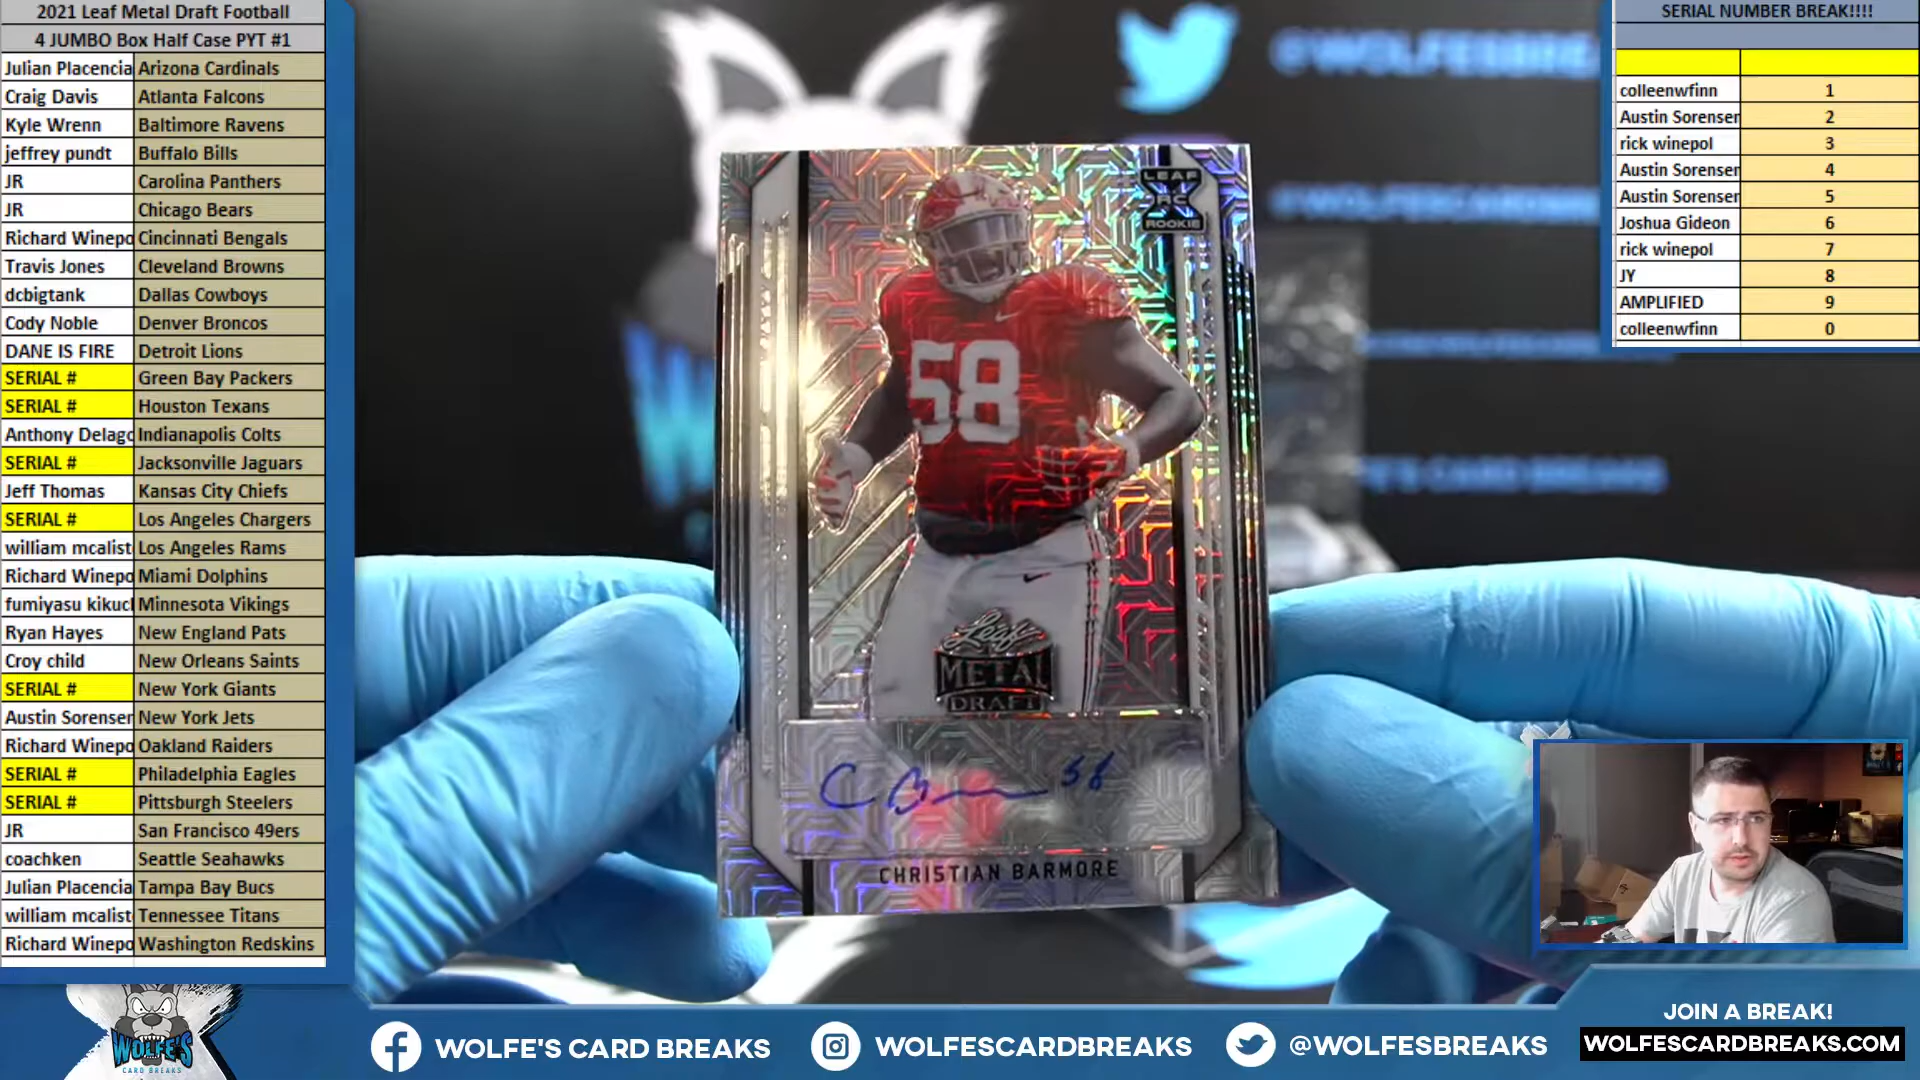 2021 Leaf Metal Draft Football
4 JUMBO Box Half Case PYT #1
Julian Placencia Arizona Cardinals
Craig Davis Atlanta Falcons
Kyle Wrenn Baltimore Ravens
jeffrey pundt Buffalo Bills
JR Carolina Panthers
JR Chicago Bears
Richard Winepo Cincinnati Bengals
Travis Jones Cleveland Browns
dcbigtank Dallas Cowboys
Cody Noble Denver Broncos
DANE IS FIRE Detroit Lions
SERIAL # Green Bay Packers
SERIAL # Houston Texans
Anthony Delago Indianapolis Colts
SERIAL # Jacksonville Jaguars
Jeff Thomas Kansas City Chiefs
SERIAL # Los Angeles Chargers
william mcalist Los Angeles Rams
Richard Winepo Miami Dolphins
fumiyasu kikuc Minnesota Vikings
Ryan Hayes New England Pats
Croy child New Orleans Saints
SERIAL # New York Giants
Austin Sorenser New York Jets
Richard Winepo Oakland Raiders
SERIAL # Philadelphia Eagles
SERIAL # Pittsburgh Steelers
JR San Francisco 49ers
coachken Seattle Seahawks
Julian Placencia Tampa Bay Bucs
william mcalist Tennessee Titans
Richard Winepo Washington Redskins
SERIAL NUMBER BREAK!!!!
colleenwfinn 1
Austin Sorenser 2
rick winepol 3
Austin Sorenser 4
Austin Sorenser 5
Joshua Gideon 6
rick winepol 7
JY 8
AMPLIFIED 9
colleenwfinn 0
LEAF
RC
ROOKIE
58
Leaf
METAL
DRAFT
58
CHRISTIAN BARMORE
WOLFE'S
CARD BREAKS
WOLFE'S CARD BREAKS
WOLFESCARDBREAKS
@WOLFESBREAKS
JOIN A BREAK!
WOLFESCARDBREAKS.COM